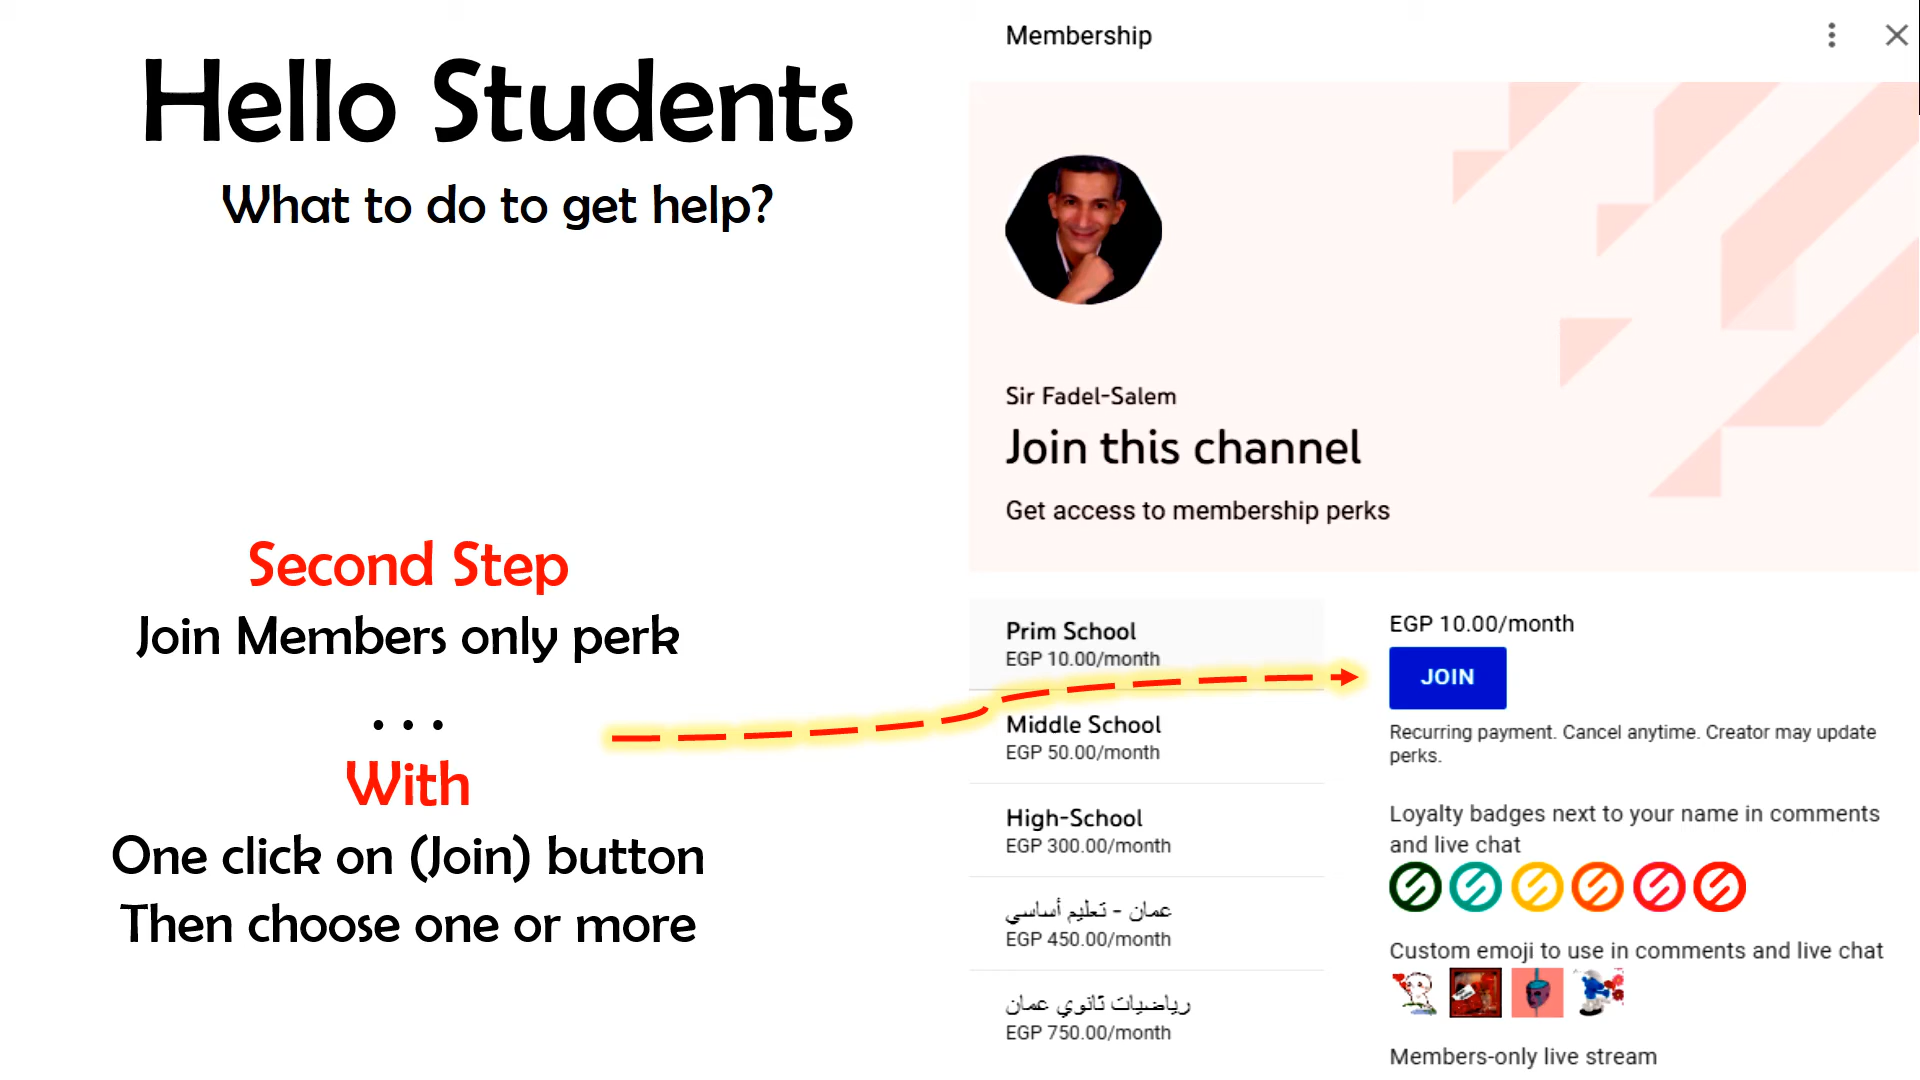 Hello Students
What to do to get help?
Second Step
Join Members only perk
...
With
One click on (Join) button
Then choose one or more
Membership
Sir Fadel-Salem
Join this channel
Get access to membership perks
Prim School
EGP 10.00/month
Middle School
EGP 50.00/month
High-School
EGP 300.00/month
عمان - تعليم أساسي
EGP 450.00/month
رياضيات ثانوي عمان
EGP 750.00/month
EGP 10.00/month
JOIN
Recurring payment. Cancel anytime. Creator may update
perks.
Loyalty badges next to your name in comments
and live chat
Custom emoji to use in comments and live chat
Members-only live stream